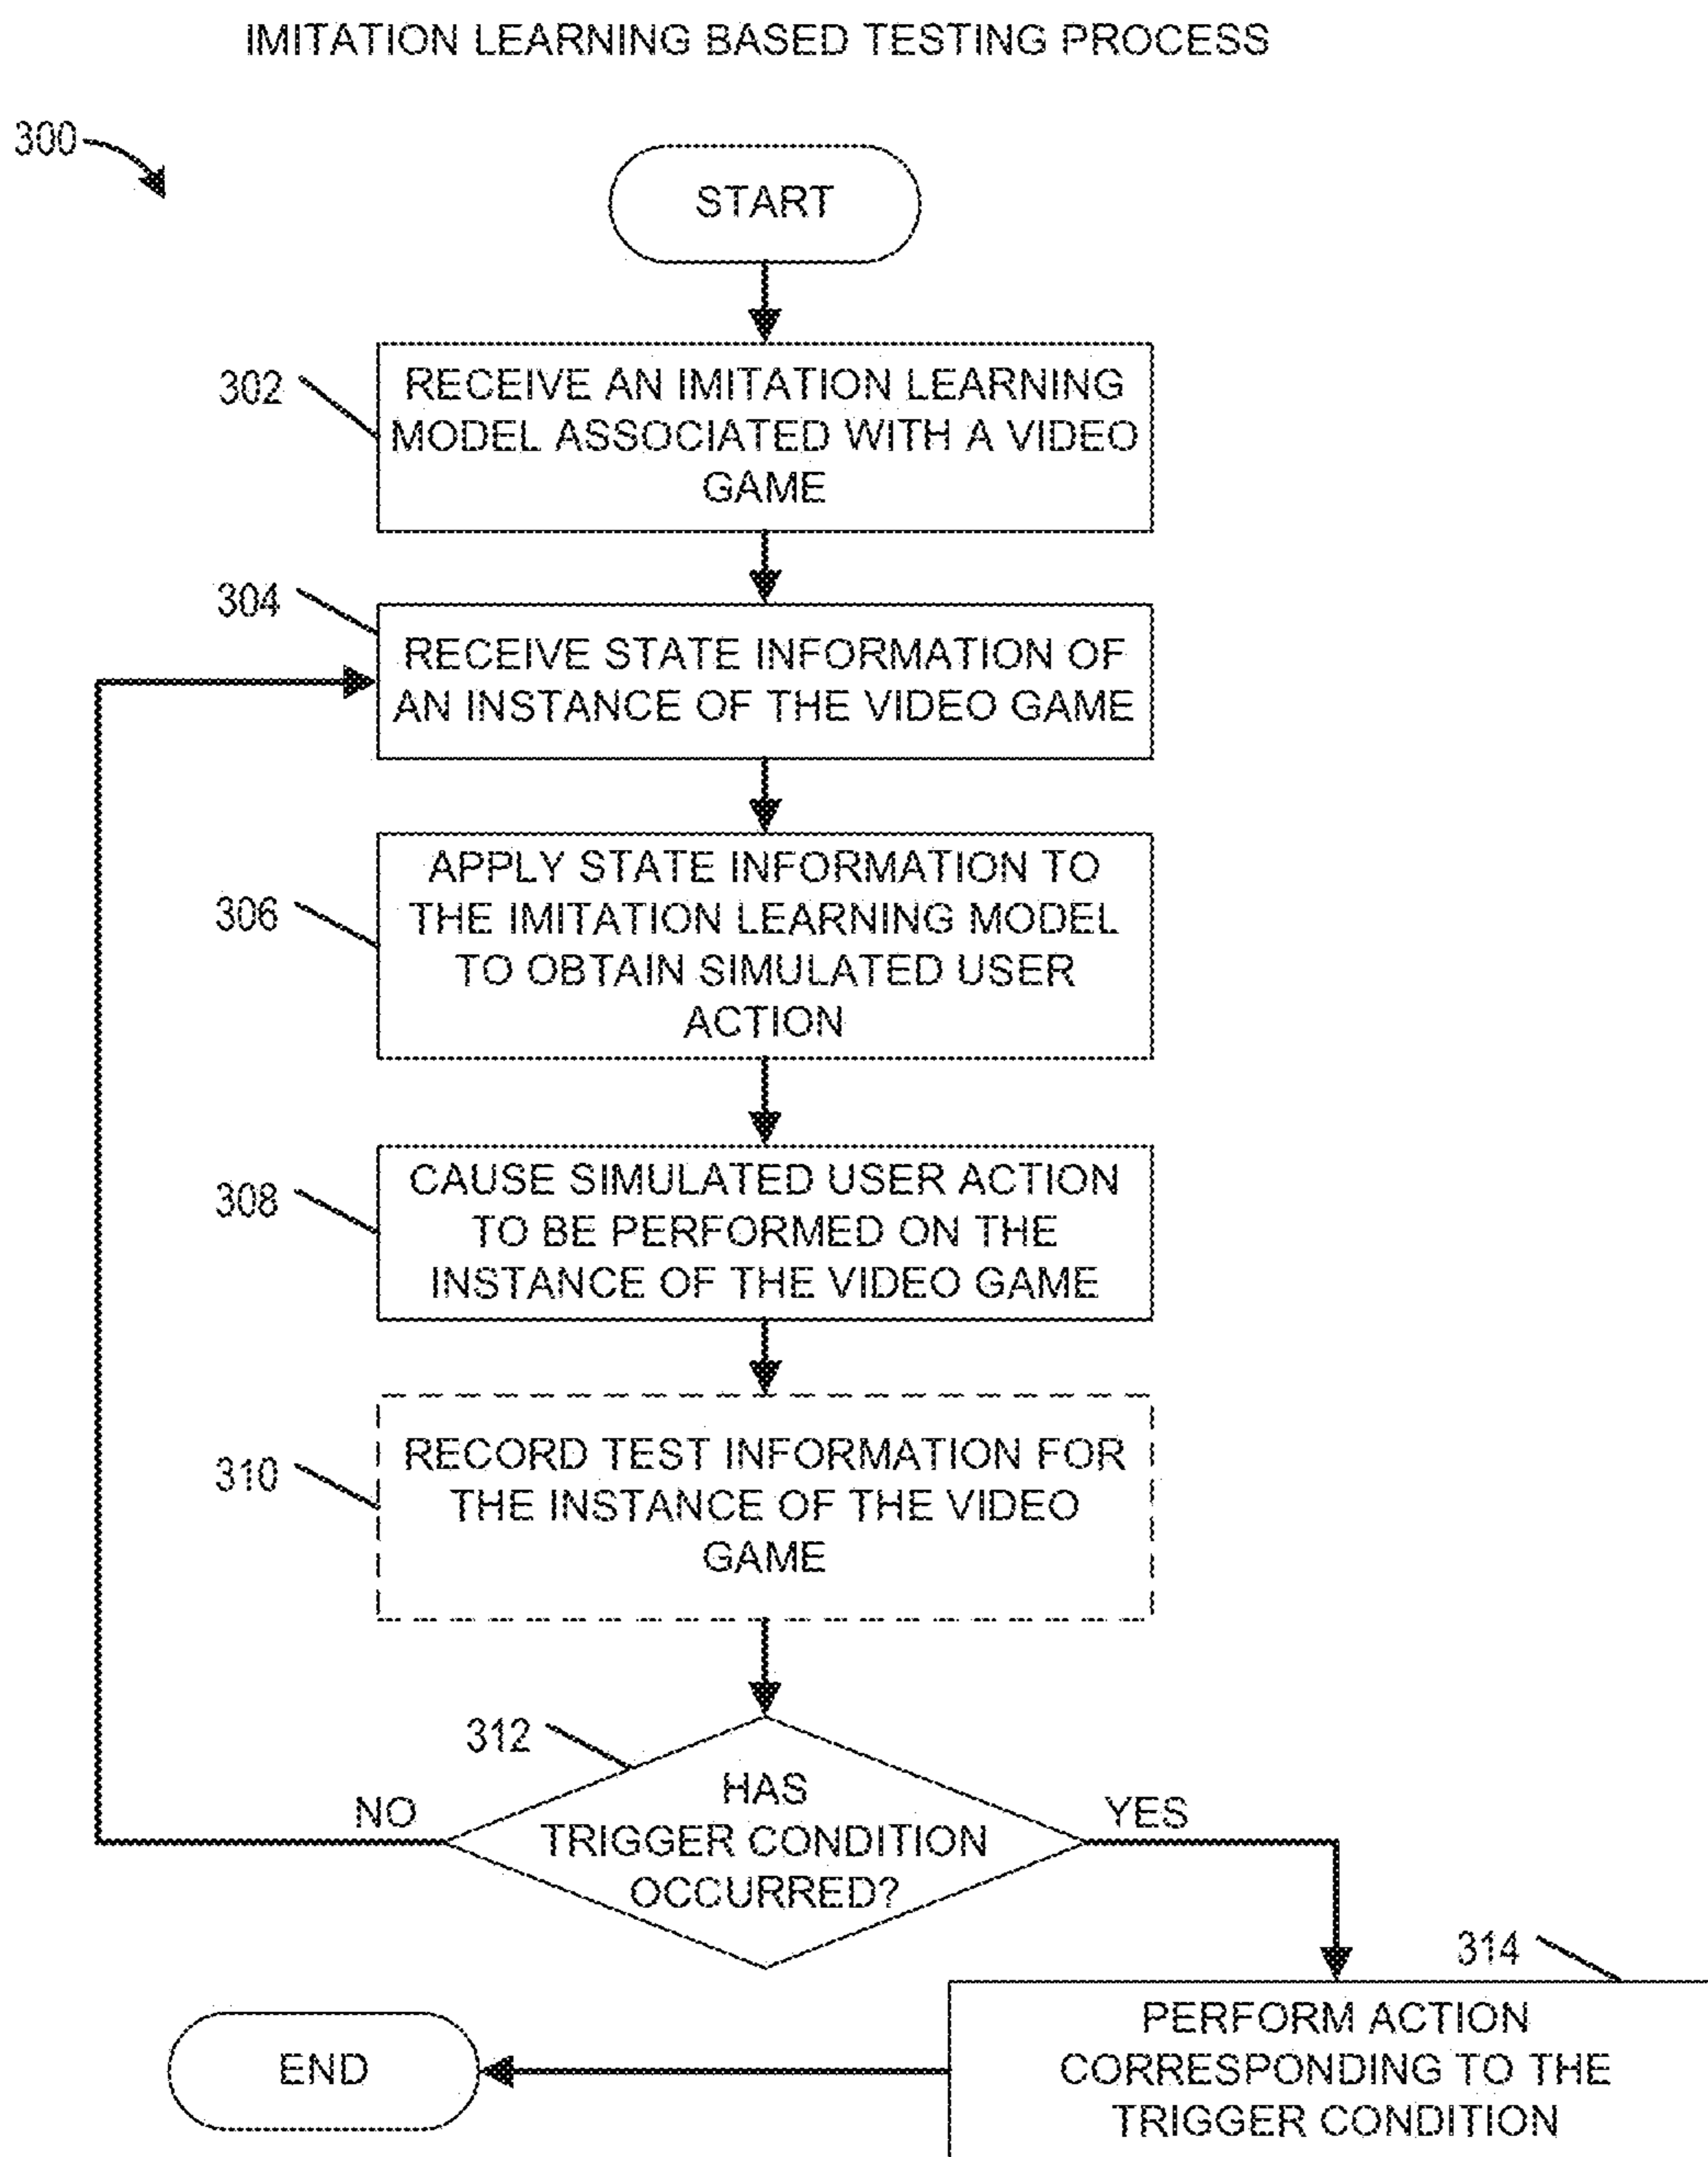 IMITATION LEARNING BASED TESTING PROCESS
300
START
302
RECEIVE AN IMITATION LEARNING
MODEL ASSOCIATED WITH A VIDEO
GAME
304
RECEIVE STATE INFORMATION OF
AN INSTANCE OF THE VIDEO GAME
306
APPLY STATE INFORMATION TO
THE IMITATION LEARNING MODEL
TO OBTAIN SIMULATED USER
ACTION
308
CAUSE SIMULATED USER ACTION
TO BE PERFORMED ON THE
INSTANCE OF THE VIDEO GAME
310
RECORD TEST INFORMATION FOR
THE INSTANCE OF THE VIDEO
GAME
312
HAS
TRIGGER CONDITION
OCCURRED?
NO
YES
314
PERFORM ACTION
CORRESPONDING TO THE
TRIGGER CONDITION
END